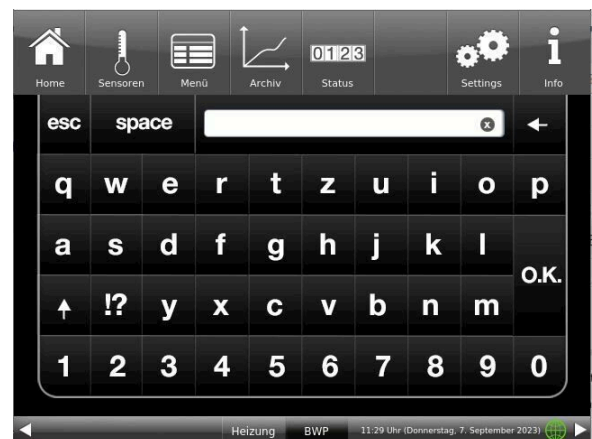 0123
Home Sensoren Menü Archiv Status Settings Info
esc space
q w e r t z u i o p
a s d f g h j k l
O.K.
!? y x c v b n m
1 2 3 4 5 6 7 8 9 0
Heizung BWP 11:29 Uhr (Donnerstag, 7. September 2023)